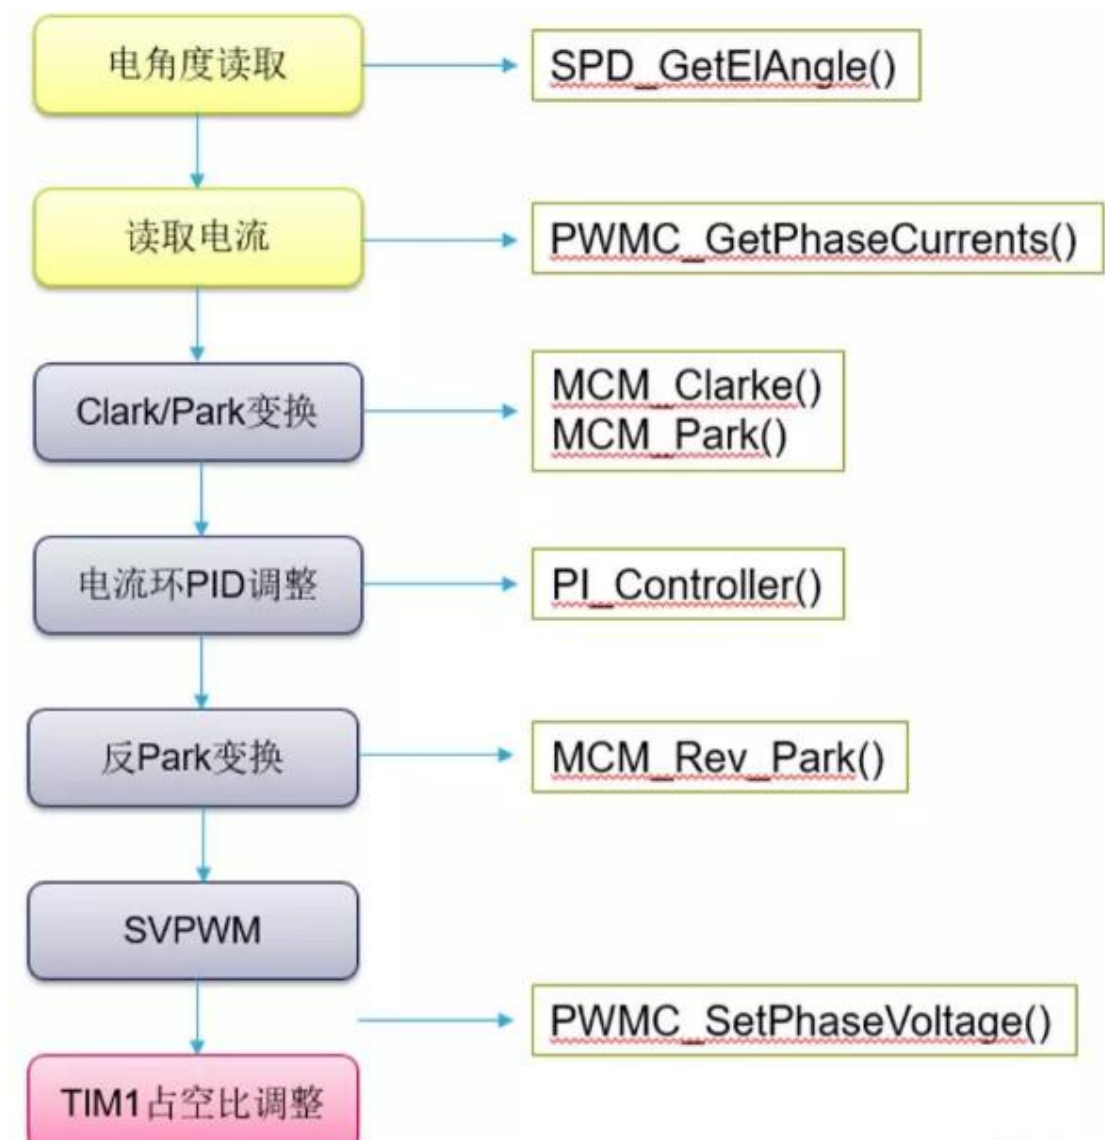 电角度读取
SPD_GetElAngle()
读取电流
PWMC_GetPhaseCurrents()
Clark/Park变换
MCM_Clarke()
MCM_Park()
电流环PID调整
PI_Controller()
反Park变换
MCM_Rev_Park()
SVPWM
PWMC_SetPhaseVoltage()
TIM1占空比调整